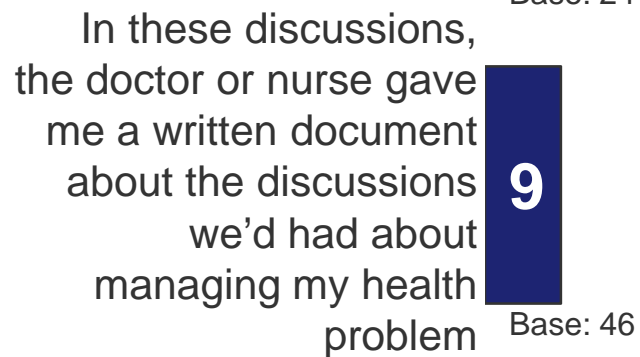 In these discussions,
the doctor or nurse gave
me a written document
about the discussions
we'd had about
managing my health
problem
9
Base: 46